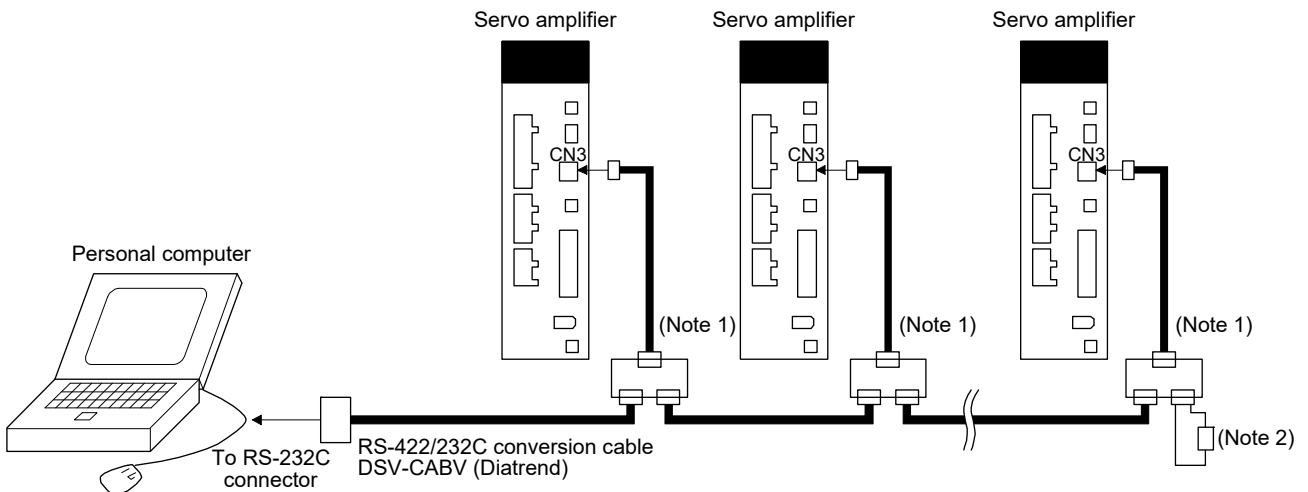 Servo amplifier
Servo amplifier
Servo amplifier
CN3
CN3
CN3
Personal computer
(Note 1)
(Note 1)
(Note 1)
RS-422/232C conversion cable
DSV-CABV (Diatrend)
To RS-232C
connector
(Note 2)